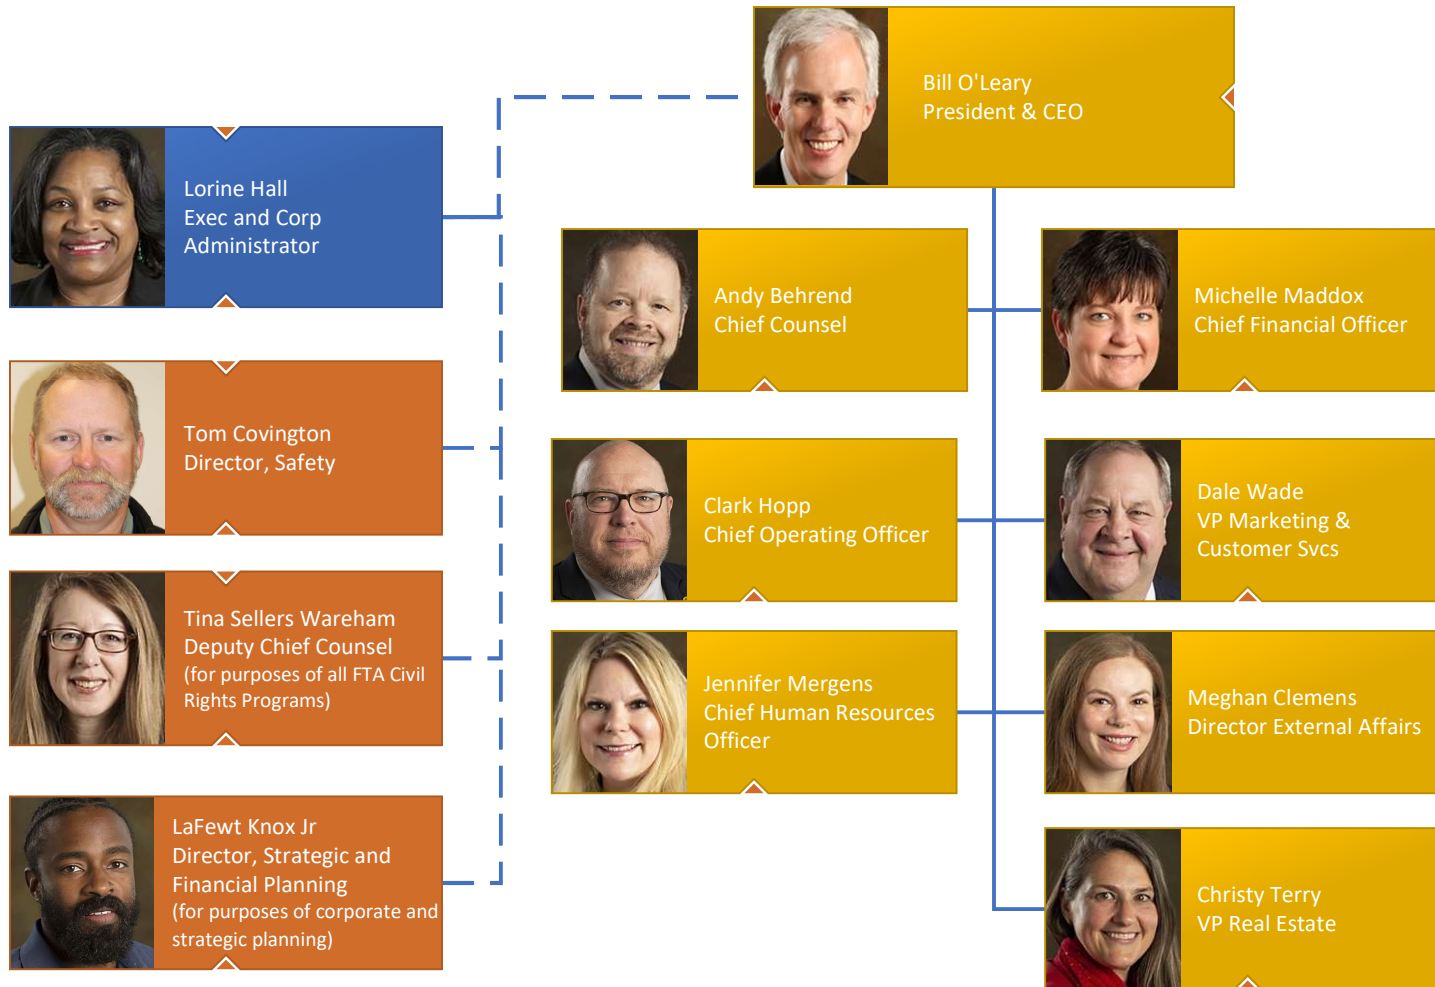 Bill O'Leary
President & CEO
Lorine Hall
Exec and Corp
Administrator
Andy Behrend
Chief Counsel
Michelle Maddox
Chief Financial Officer
Tom Covington
Director, Safety
Clark Hopp
Chief Operating Officer
Dale Wade
VP Marketing &
Customer Svcs
Tina Sellers Wareham
Deputy Chief Counsel
(for purposes of all FTA Civil
Rights Programs)
Jennifer Mergens
Chief Human Resources
Officer
Meghan Clemens
Director External Affairs
LaFewt Knox Jr
Director, Strategic and
Financial Planning
(for purposes of corporate and
strategic planning)
Christy Terry
VP Real Estate